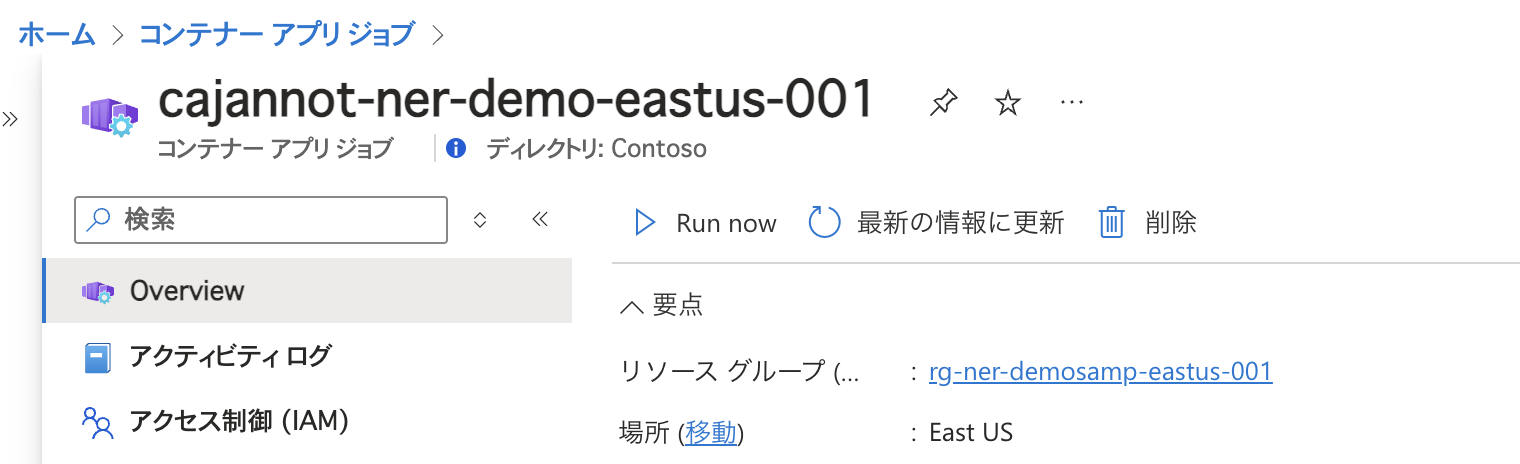 ホーム > コンテナー アプリ ジョブ >
cajannot-ner-demo-eastus-001
コンテナー アプリ ジョブ | ディレクトリ: Contoso
検索
Run now 最新の情報に更新 削除
Overview
要点
アクティビティ ログ
リソース グループ (... : rg-ner-demosamp-eastus-001
アクセス制御 (IAM)
場所 (移動) : East US